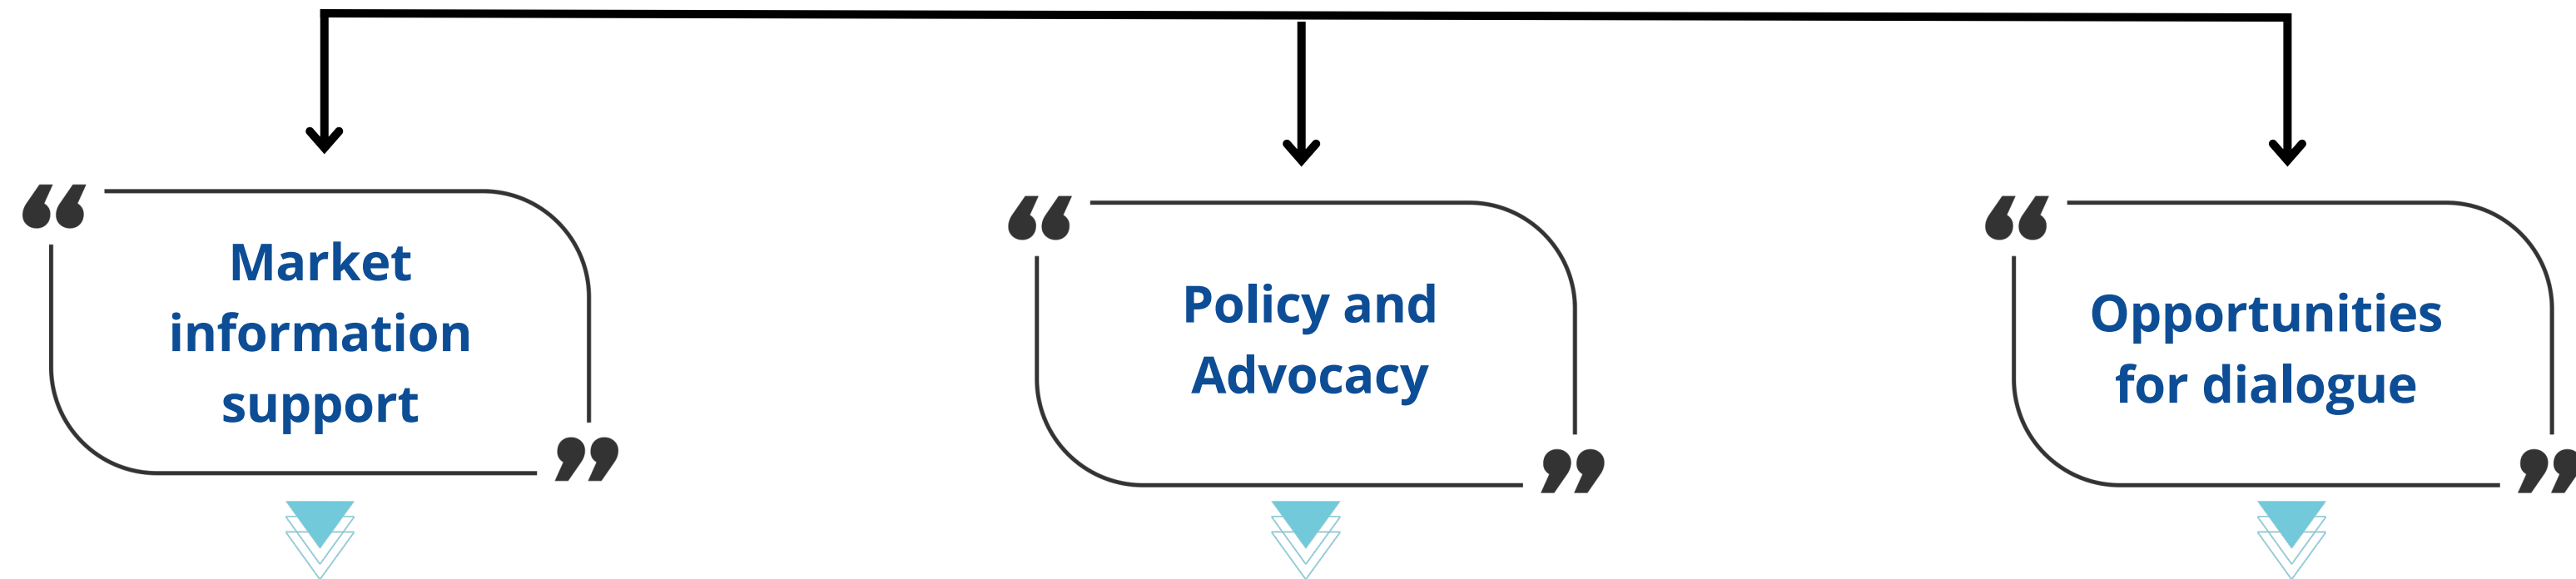 Market
information
support
Policy and
Advocacy
Opportunities
for dialogue